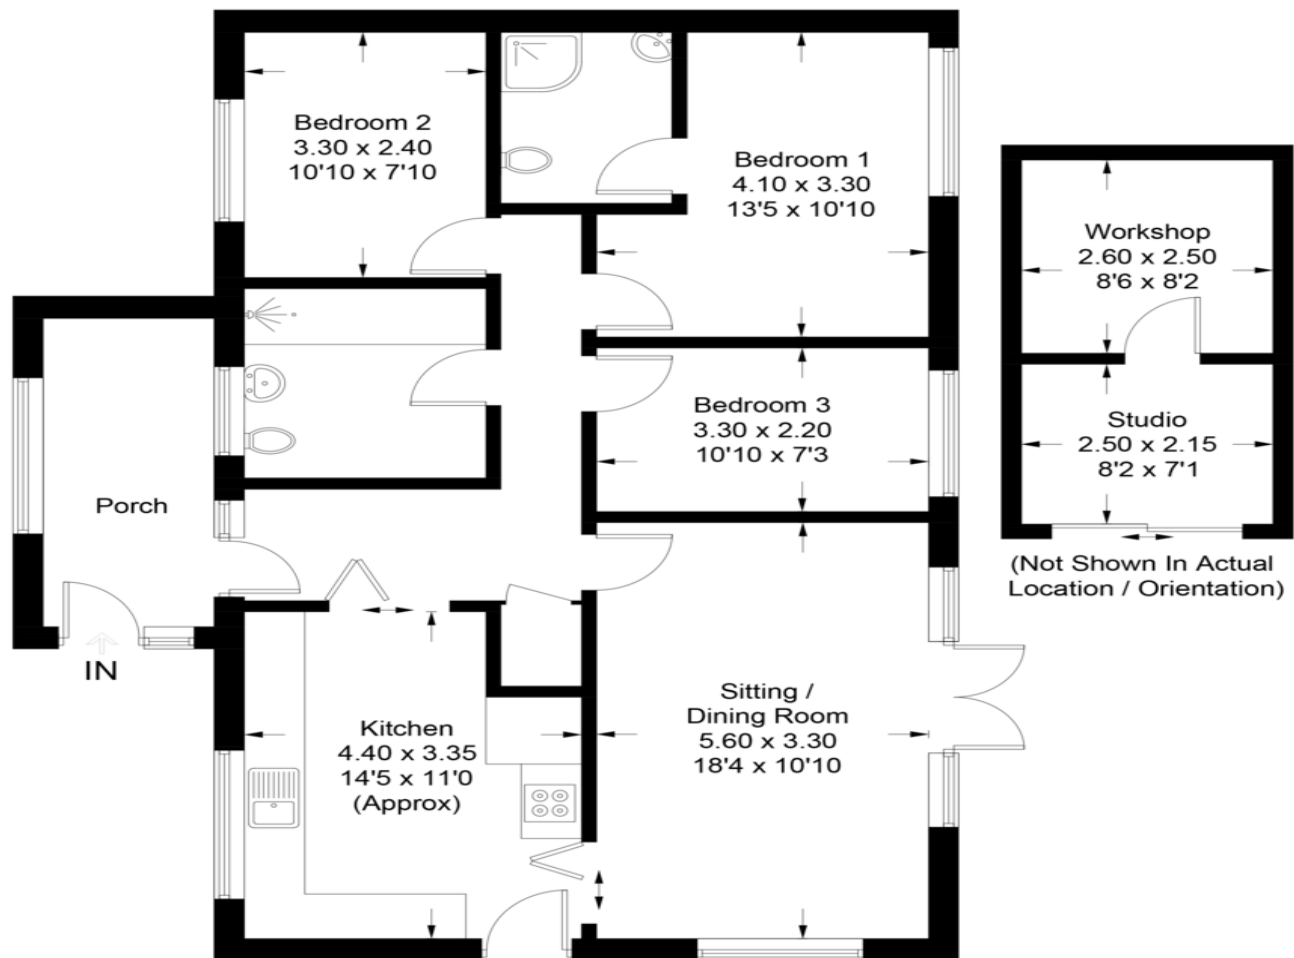 Bedroom 2
3.30 x 2.40
10'10 x 7'10
Bedroom 1
4.10 x 3.30
13'5 x 10'10
Workshop
2.60 x 2.50
8'6 x 8'2
Bedroom 3
3.30 x 2.20
10'10 x 7'3
Studio
2.50 x 2.15
8'2 x 7'1
(Not Shown In Actual
Location / Orientation)
Porch
IN
Kitchen
4.40 x 3.35
14'5 x 11'0
(Approx)
Sitting /
Dining Room
5.60 x 3.30
18'4 x 10'10